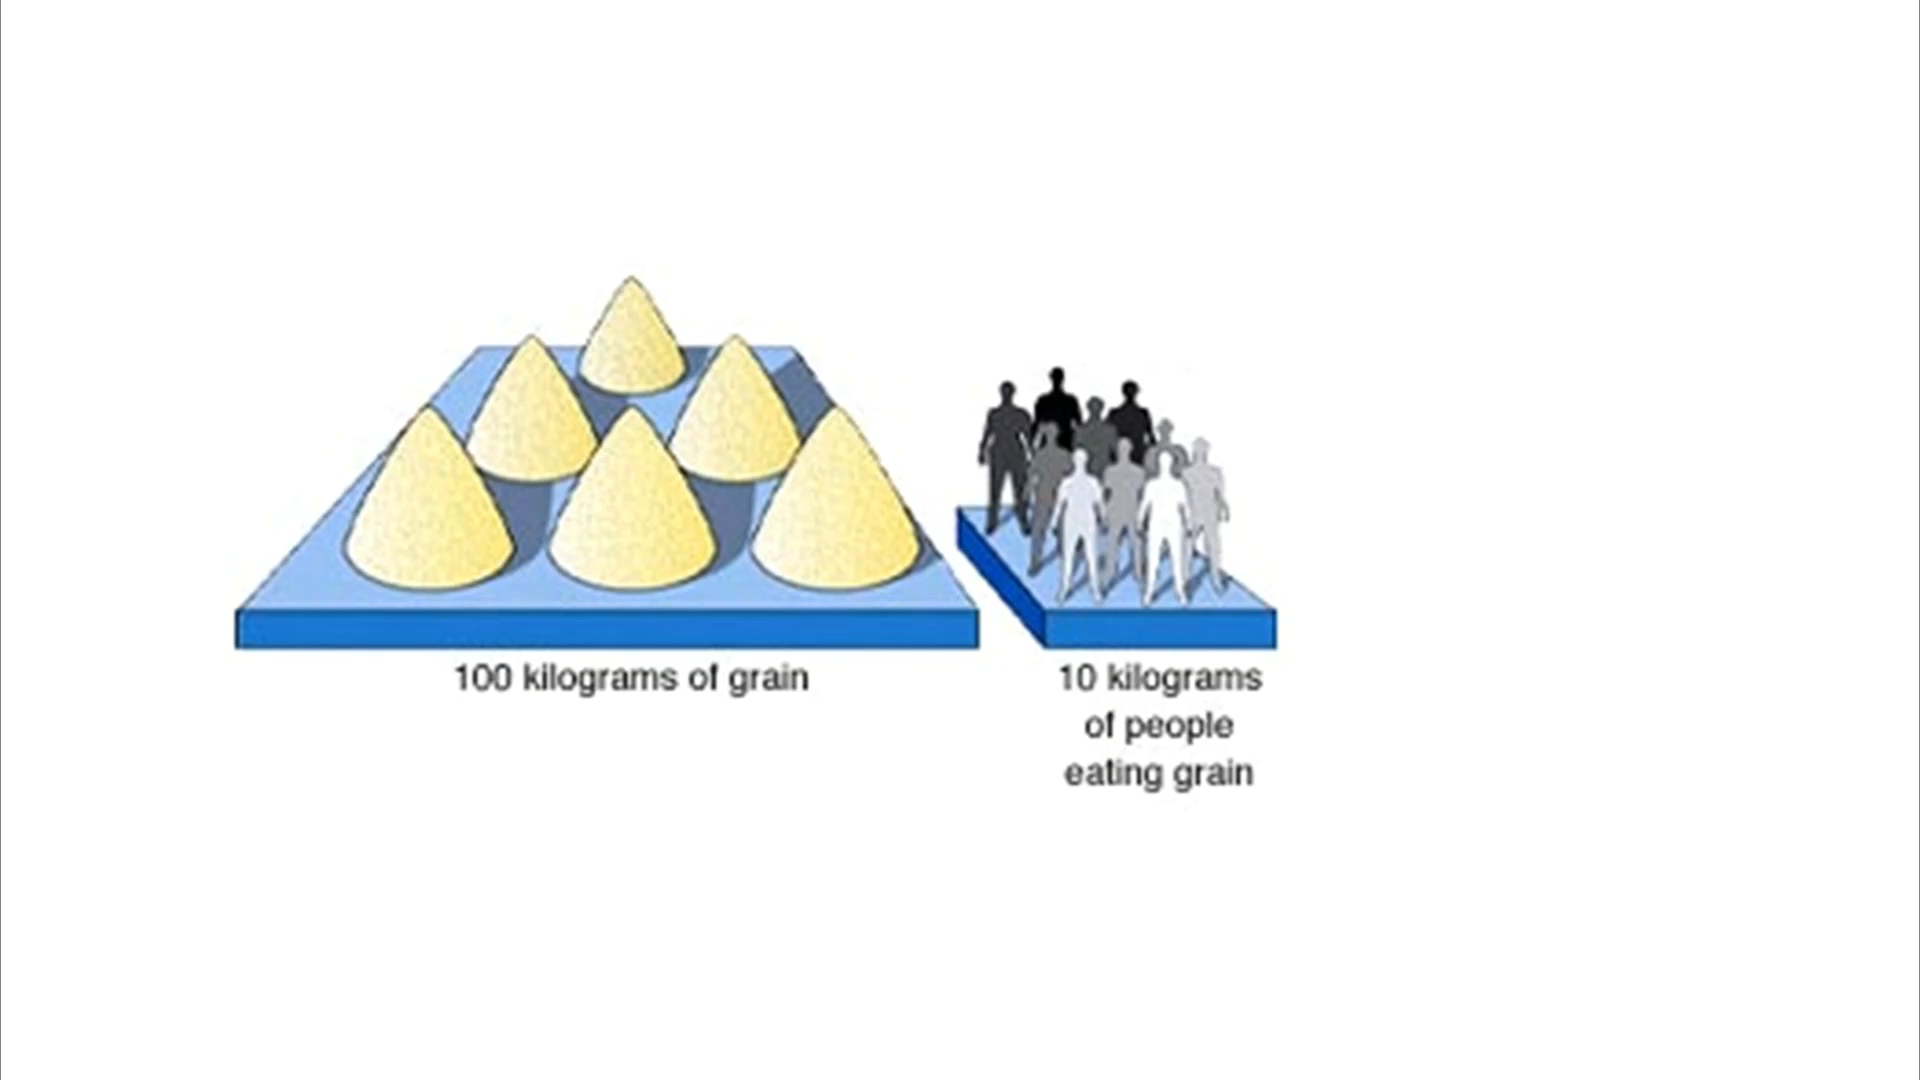 100 kilograms of grain
10 kilograms
of people
eating grain